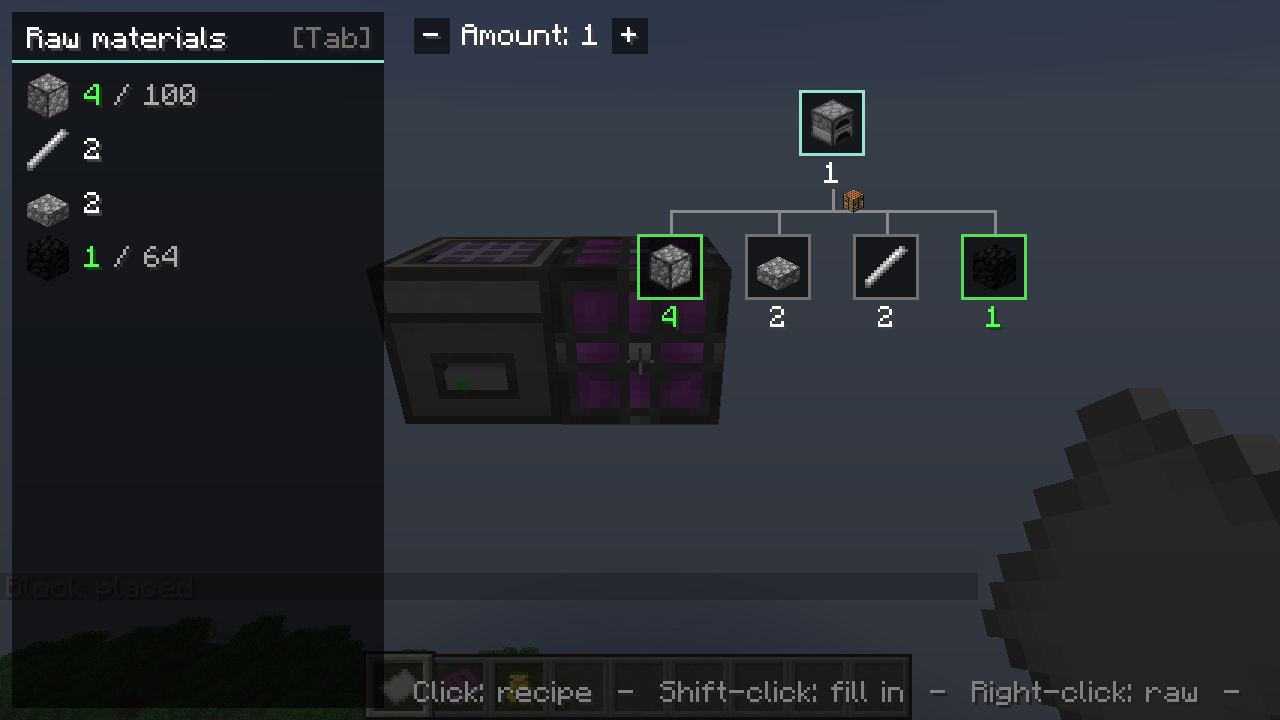 Raw materials [Tab]
- Amount: 1 +
4 / 100
2
2
1 / 64
1
4 2 2 1
Block placed
Click: recipe - Shift-click: fill in - Right-click: raw -